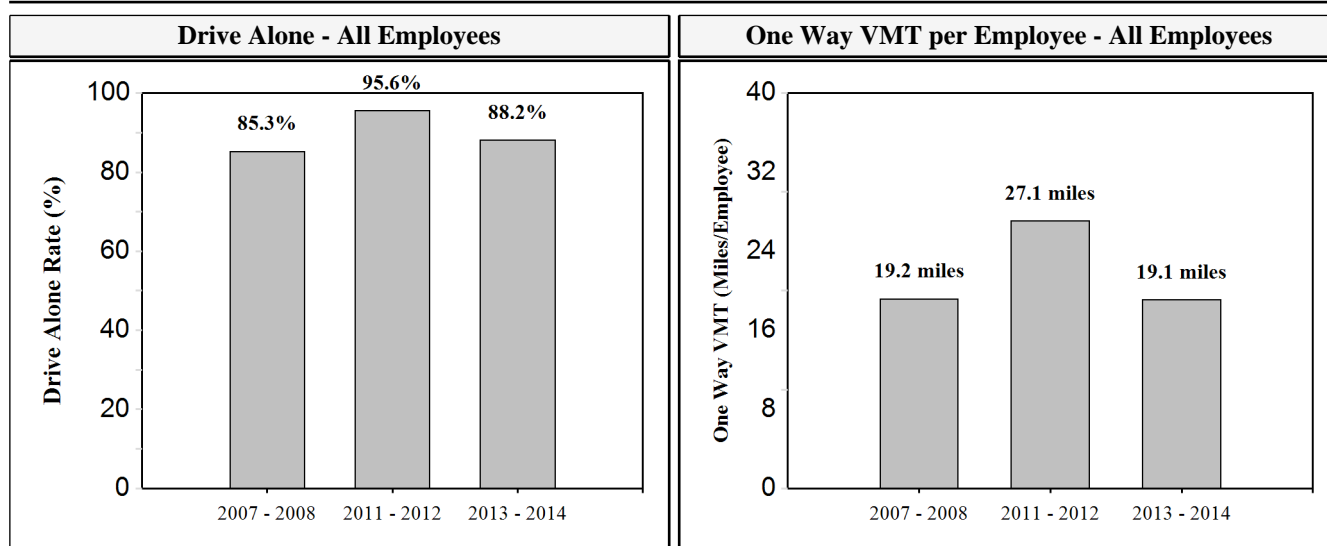 Drive Alone - All Employees
One Way VMT per Employee - All Employees
Drive Alone Rate (%)
100
80
60
40
20
0
85.3%
95.6%
88.2%
2007 - 2008
2011 - 2012
2013 - 2014
One Way VMT (Miles/Employee)
40
32
24
16
8
0
19.2 miles
27.1 miles
19.1 miles
2007 - 2008
2011 - 2012
2013 - 2014